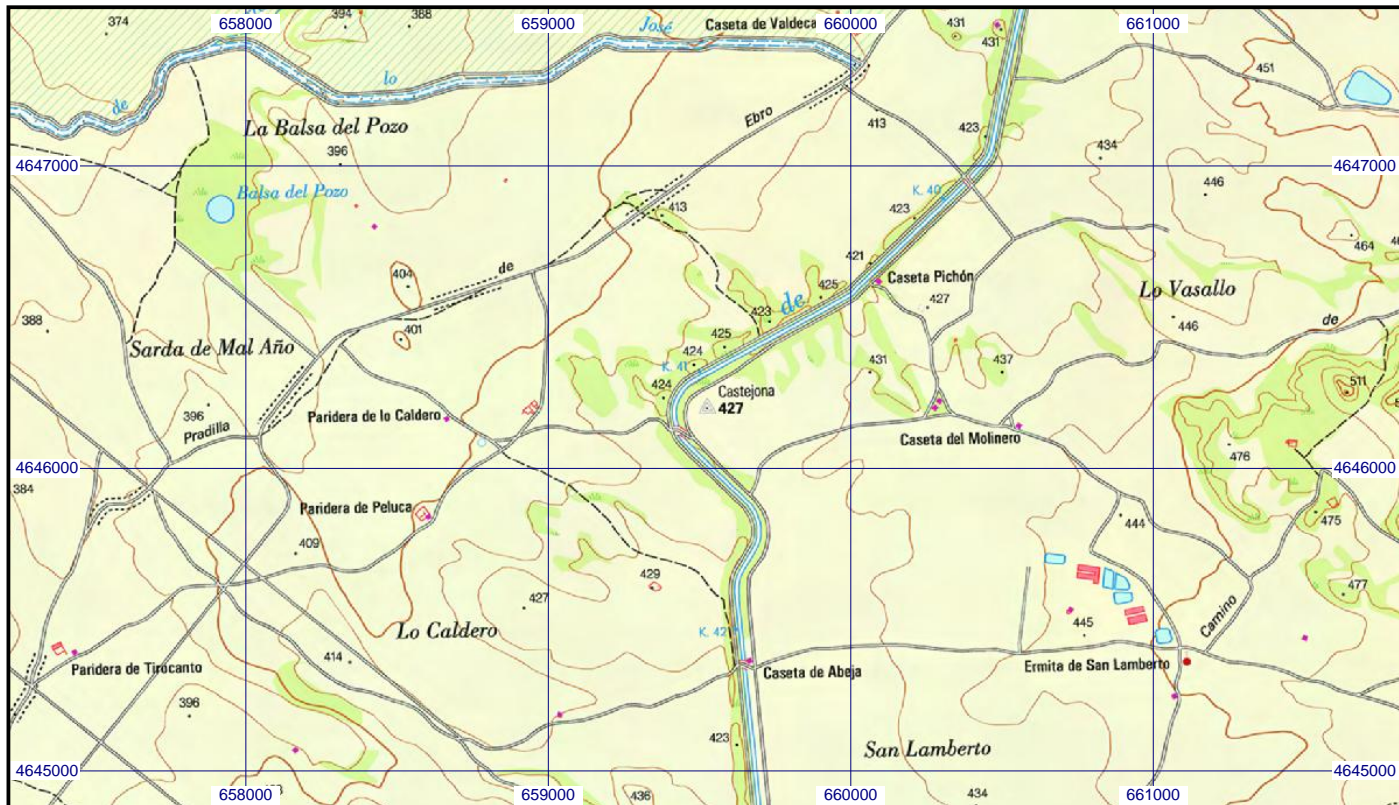 658000
659000
660000
661000
374
394
388
José
Caseta de Valdeca
431
431
451
lo
de
Ebro
413
423
La Balsa del Pozo
396
434
4647000
4647000
Balsa del Pozo
K. 40
446
413
423
464
404
de
421
Caseta Pichón
425
de
427
Lo Vasallo
388
423
446
de
401
425
Sarda de Mal Año
424
K. 41
431
437
424
Castejona
427
511
396
Paridera de lo Caldero
Pradilla
Caseta del Molinero
476
4646000
4646000
384
Paridera de Peluca
444
475
409
429
477
427
Camino
Lo Caldero
K. 42
445
414
Paridera de Tirocanto
Caseta de Abeja
Ermita de San Lamberto
396
423
San Lamberto
4645000
4645000
658000
659000
660000
661000
436
434